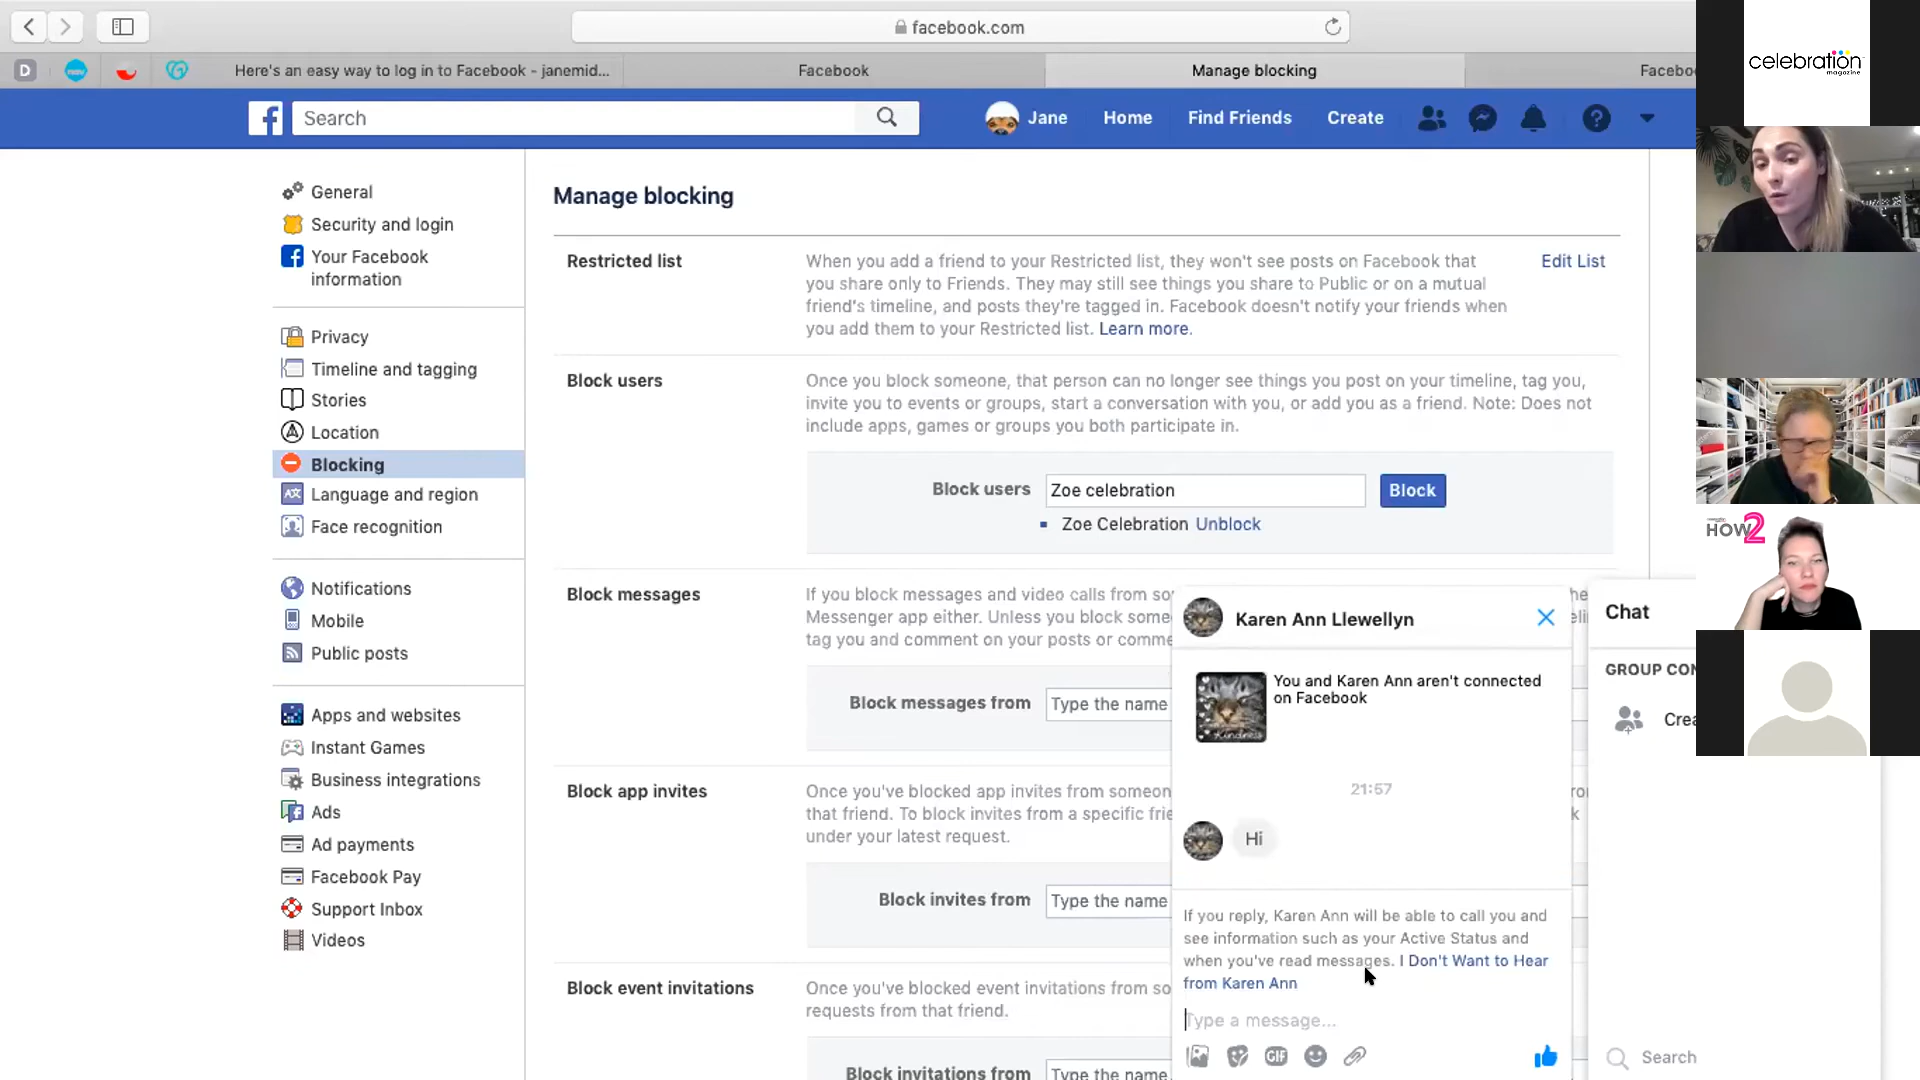 facebook.com
D
Here's an easy way to log in to Facebook - janemid...
Facebook
Manage blocking
Search
Jane
Home
Find Friends
Create
General
Security and login
Your Facebook
information
Privacy
Timeline and tagging
Stories
Location
Blocking
Language and region
Face recognition
Notifications
Mobile
Public posts
Apps and websites
Instant Games
Business integrations
Ads
Ad payments
Facebook Pay
Support Inbox
Videos
Manage blocking
Restricted list
When you add a friend to your Restricted list, they won't see posts on Facebook that
you share only to Friends. They may still see things you share to Public or on a mutual
friend's timeline, and posts they're tagged in. Facebook doesn't notify your friends when
you add them to your Restricted list. Learn more.
Edit List
Block users
Once you block someone, that person can no longer see things you post on your timeline, tag you,
invite you to events or groups, start a conversation with you, or add you as a friend. Note: Does not
include apps, games or groups you both participate in.
Block users
Zoe celebration
Block
Zoe Celebration Unblock
Block messages
If you block messages and video calls from
Messenger app either. Unless you block
tag you and comment on your posts or
Block messages from
Type the name
Block app invites
Once you've blocked app invites from
that friend. To block invites from a specific
under your latest request.
Block invites from
Type the name
Block event invitations
Once you've blocked event invitations from
requests from that friend.
Block invitations from
Type the name
Karen Ann Llewellyn
You and Karen Ann aren't connected
on Facebook
21:57
Hi
If you reply, Karen Ann will be able to call you and
see information such as your Active Status and
when you've read messages. I Don't Want to Hear
from Karen Ann
Type a message...
GIF
Chat
GROUP
Search
celebration
magazine
HOW2